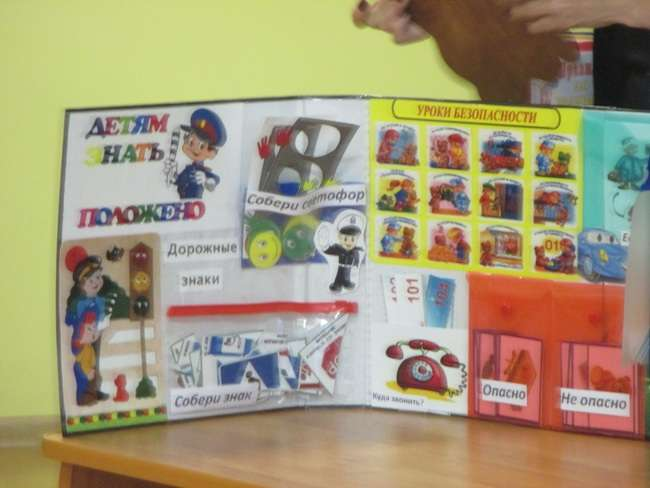 ДЕТЯМ
ЗНАТЬ
ПОЛОЖЕНО
Собери светофор
Дорожные
знаки
Собери знак
УРОКИ БЕЗОПАСНОСТИ
01
101
Куда звонить?
Опасно
Не опасно